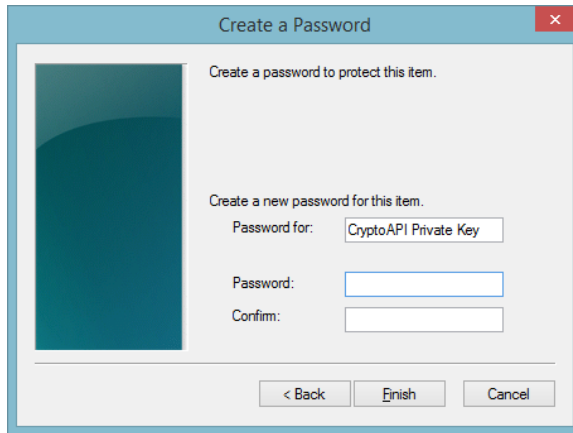 Create a Password
×
Create a password to protect this item.
Create a new password for this item.
Password for: CryptoAPI Private Key
Password:
Confirm:
< Back Finish Cancel